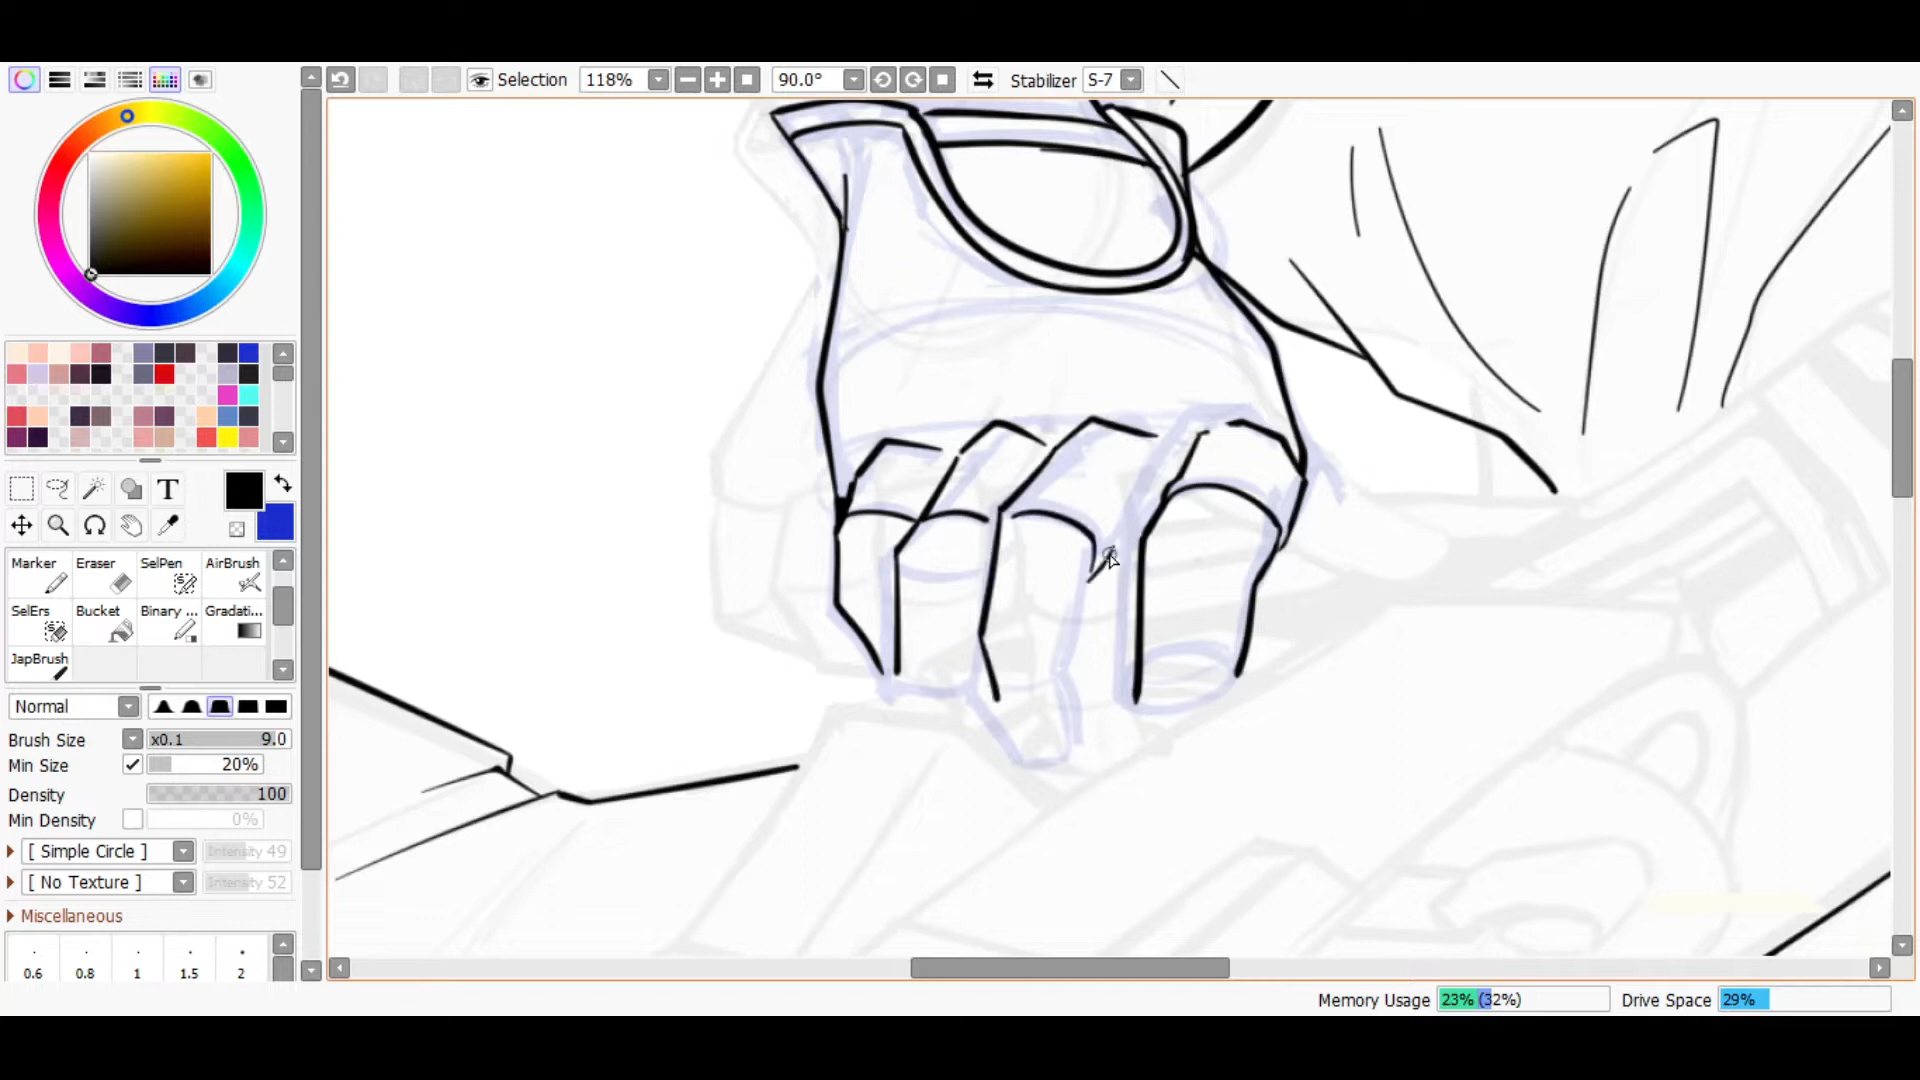 Selection 118% 90.0° Stabilizer S-7
T
Marker Eraser SelPen AirBrush
SelErs Bucket Binary ... Gradati...
JapBrush
Normal
Brush Size x0.1 9.0
Min Size 20%
Density 100
Min Density 0%
[ Simple Circle ] Intensity 49
[ No Texture ] Intensity 52
Miscellaneous
0.6 0.8 1 1.5 2
Memory Usage 23% (32%) Drive Space 29%